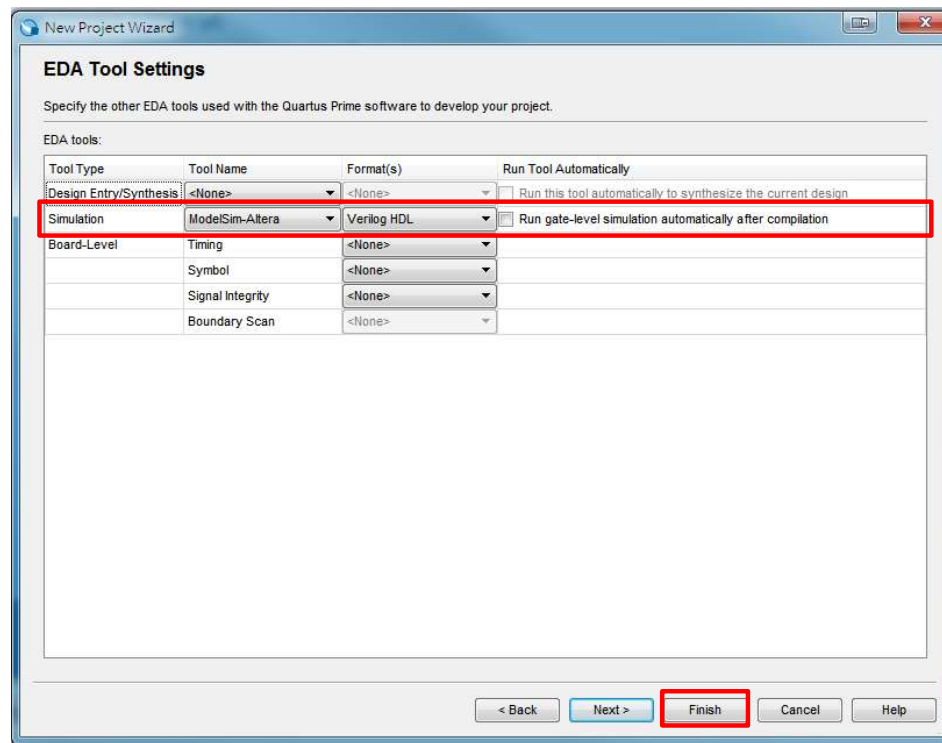 New Project Wizard
EDA Tool Settings
Specify the other EDA tools used with the Quartus Prime software to develop your project.
EDA tools:
Tool Type Tool Name Format(s) Run Tool Automatically
Design Entry/Synthesis <None> <None> Run this tool automatically to synthesize the current design
Simulation ModelSim-Altera Verilog HDL Run gate-level simulation automatically after compilation
Board-Level Timing <None>
Symbol <None>
Signal Integrity <None>
Boundary Scan <None>
< Back Next > Finish Cancel Help